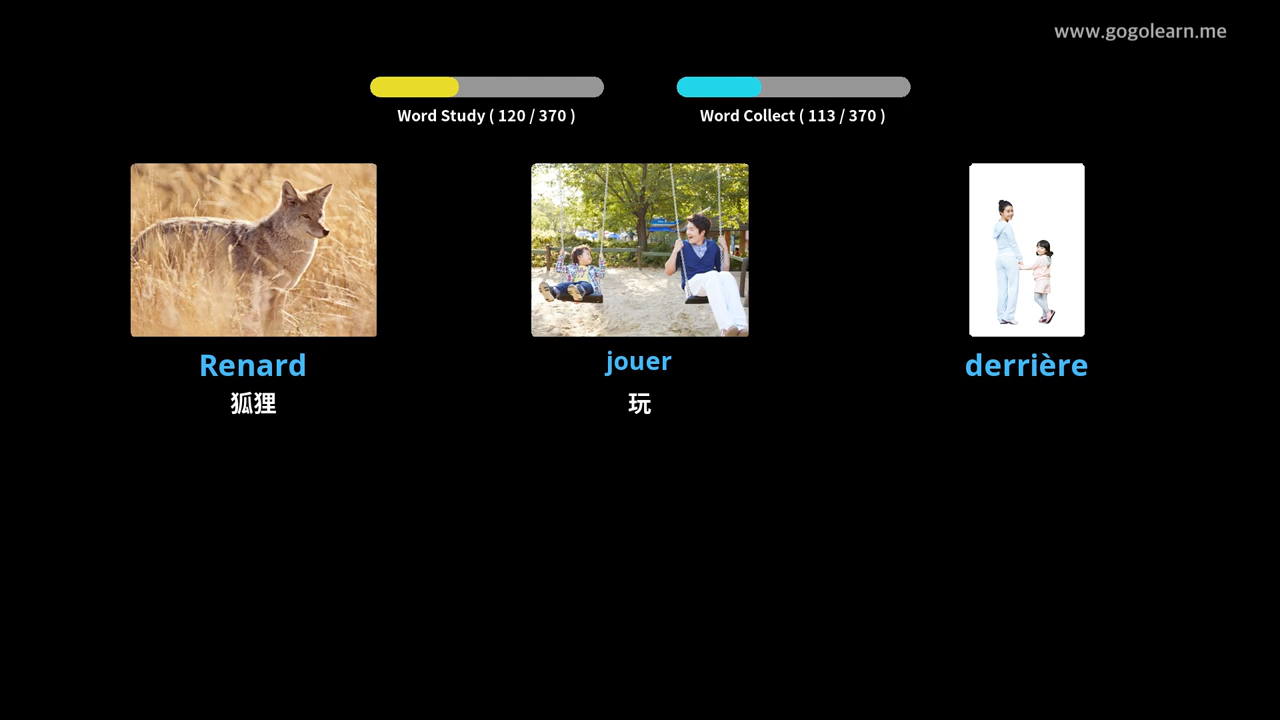 www.gogolearn.me
Word Study ( 120 / 370 )
Word Collect ( 113 / 370 )
Renard
jouer
derrière
狐狸
玩